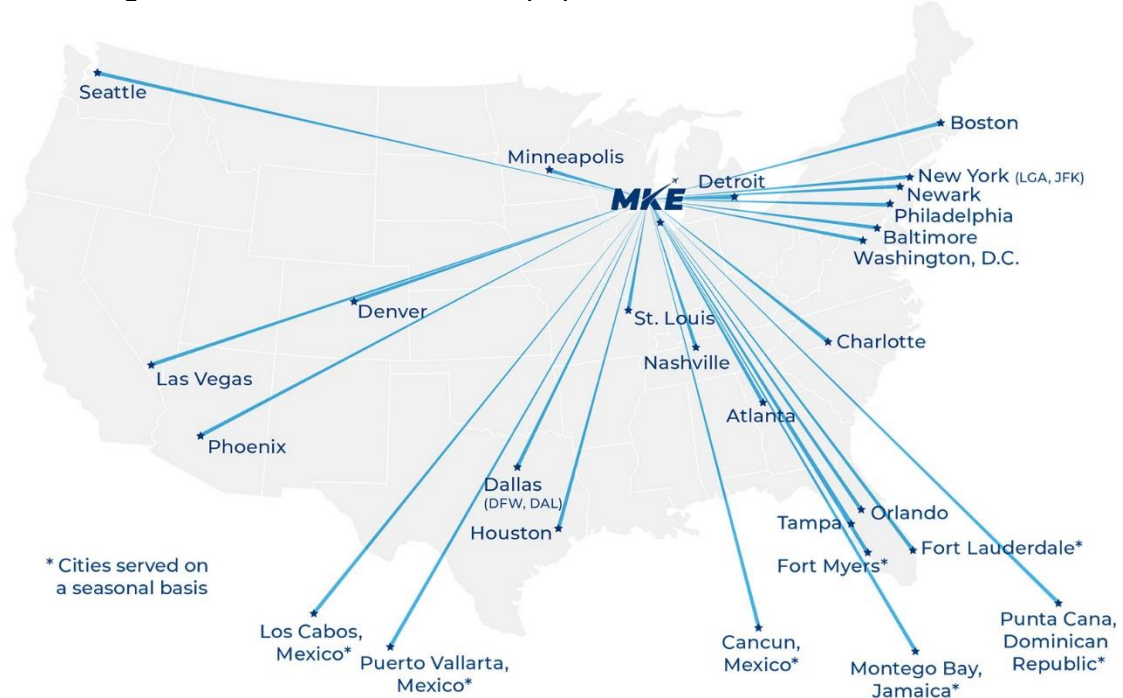 Seattle
Boston
Minneapolis
Detroit
New York (LGA, JFK)
MKE
Newark
Philadelphia
Baltimore
Washington, D.C.
Denver
St. Louis
Charlotte
Nashville
Las Vegas
Atlanta
Phoenix
Dallas
(DFW, DAL)
Houston
Orlando
Tampa
Fort Lauderdale*
Fort Myers*
* Cities served on
a seasonal basis
Los Cabos,
Mexico*
Puerto Vallarta,
Mexico*
Cancun,
Mexico*
Montego Bay,
Jamaica*
Punta Cana,
Dominican
Republic*